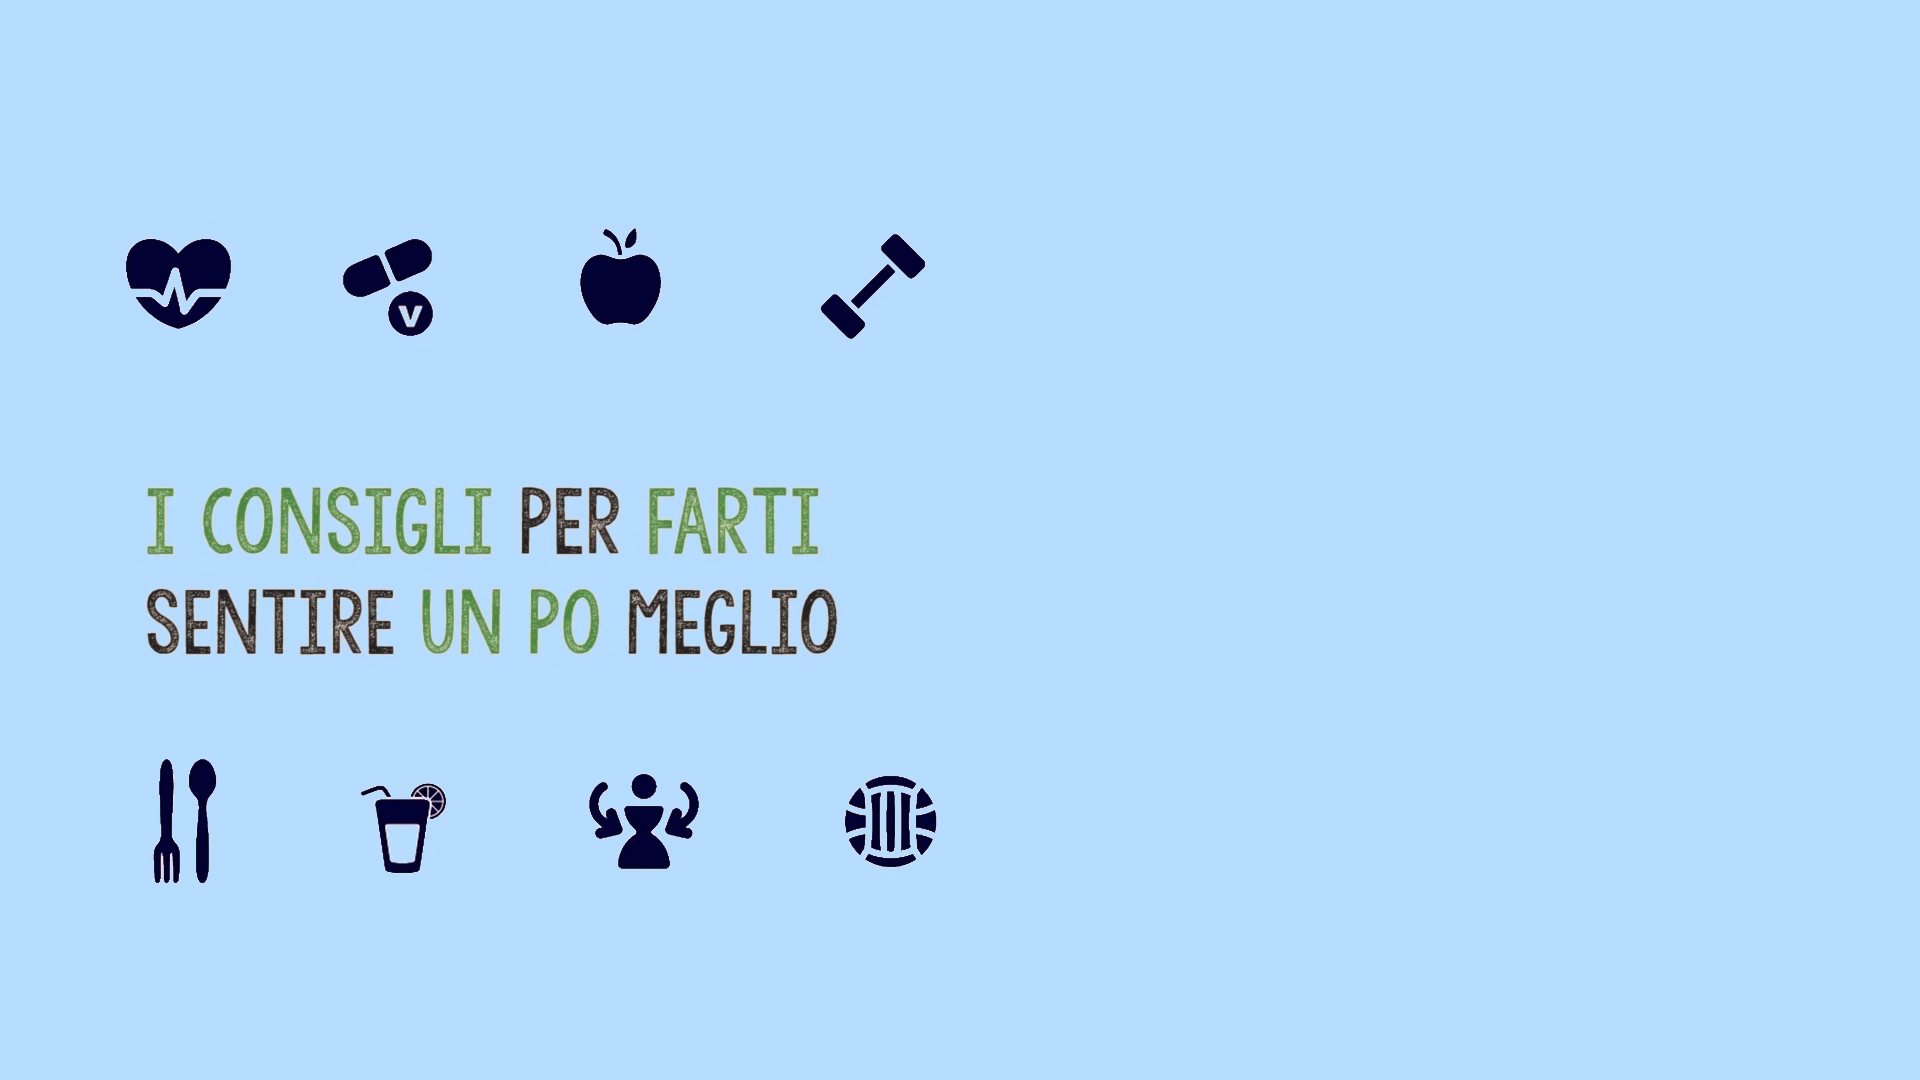 V
I CONSIGLI PER FARTI
SENTIRE UN PO MEGLIO